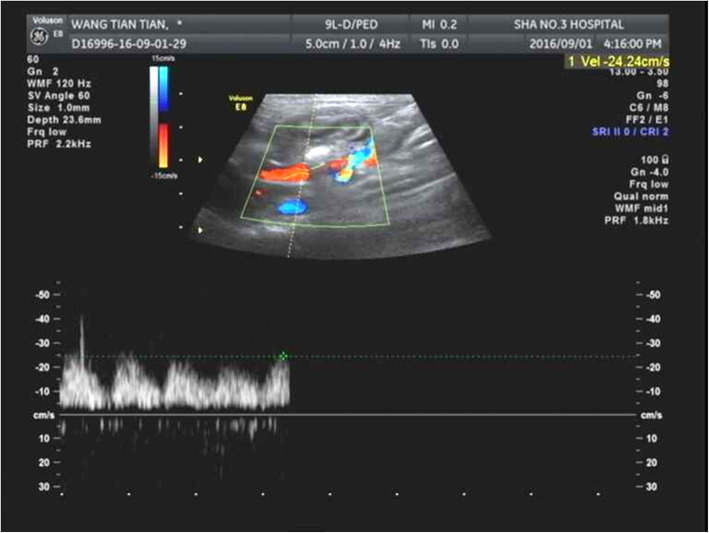 Voluson
E8
WANG TIAN TIAN, *
9L-D/PED
MI 0.2
SHA NO.3 HOSPITAL
D16996-16-09-01-29
5.0cm / 1.0 / 4Hz
TIs 0.0
2016/09/01 4:16:00 PM
1 Vel -24.24cm/s
60
Gn 2
WMF 120 Hz
SV Angle 60
Size 1.0mm
Depth 23.6mm
Frq low
PRF 2.2kHz
15cm/s
-15cm/s
Voluson
E8
13.00 - 3.50
98
Gn -6
C6 / M8
FF2 / E1
SRI II 0 / CRI 2
100
Gn -4.0
Frq low
Qual norm
WMF mid1
PRF 1.8kHz
-50
-40
-30
-20
-10
cm/s
10
20
30
-50
-40
-30
-20
-10
cm/s
10
20
30